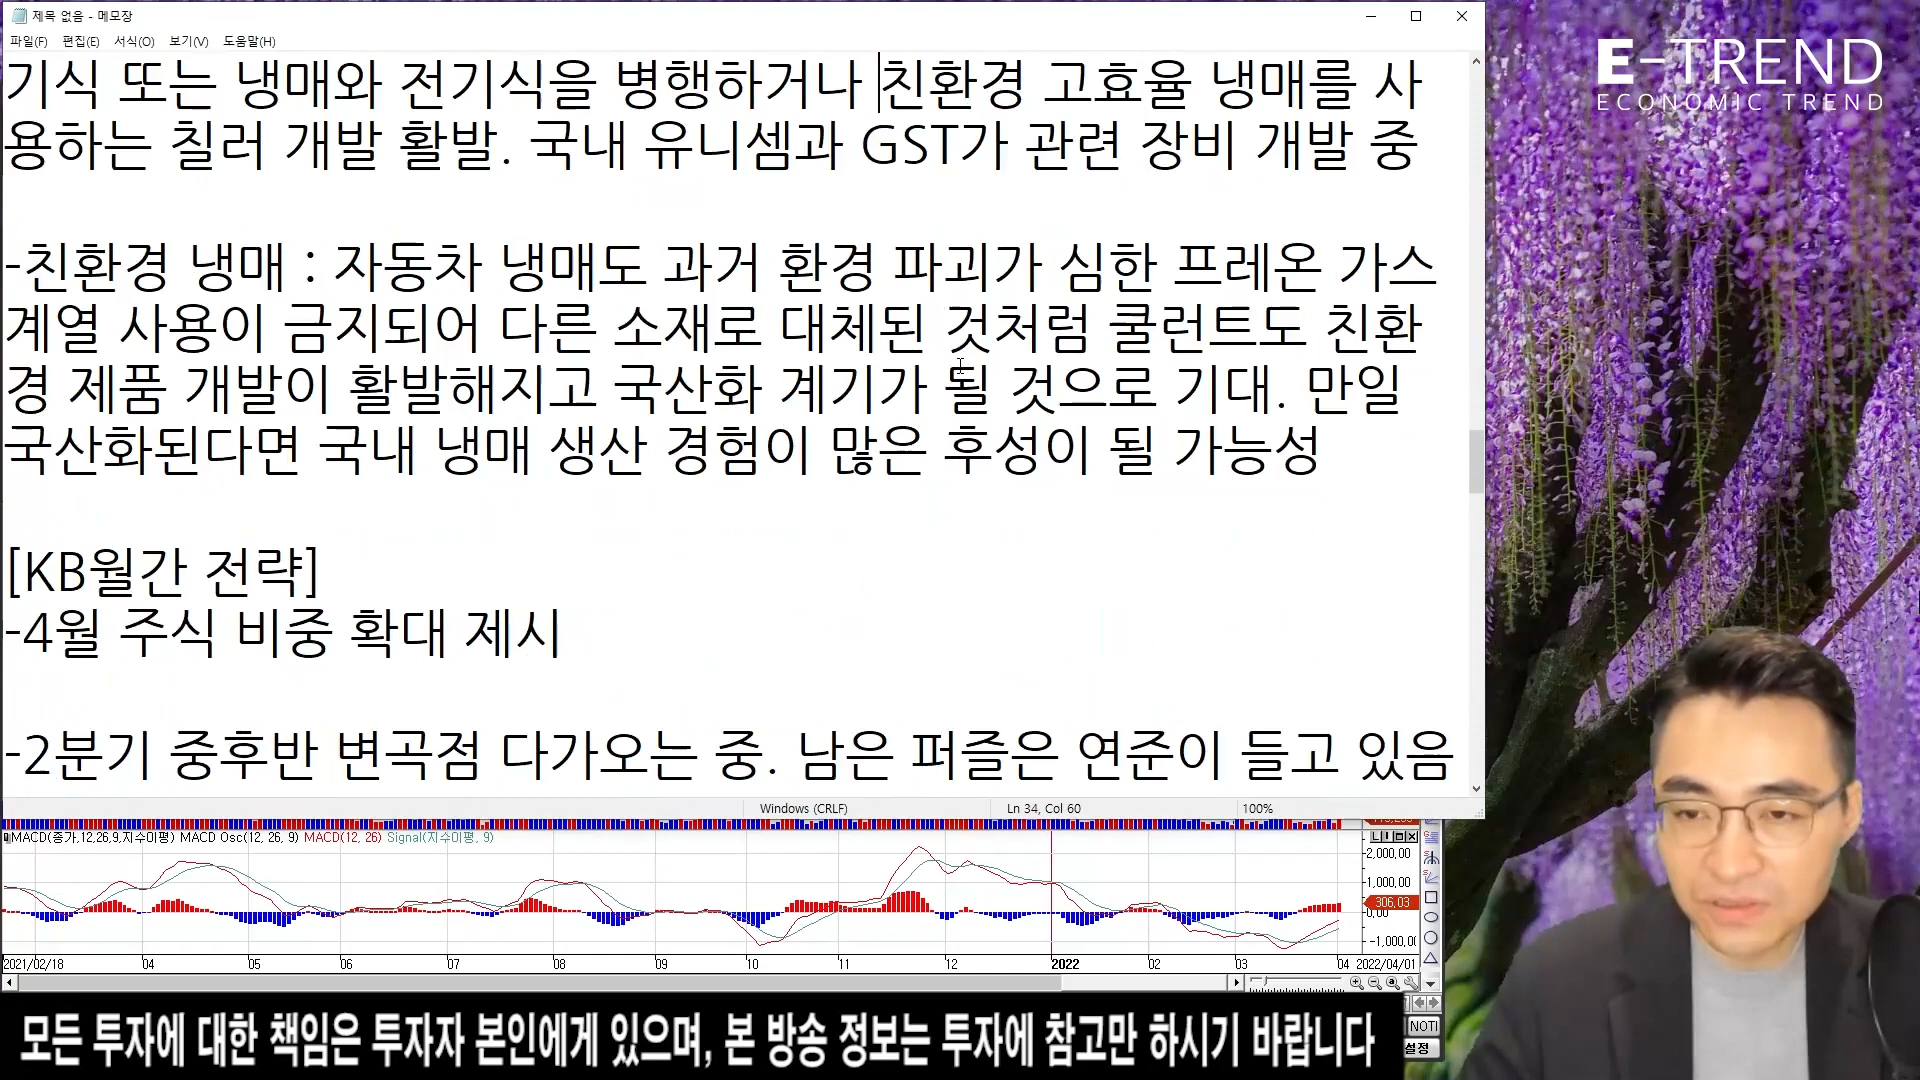 제목 없음 - 메모장
파일(F) 편집(E) 서식(O) 보기(V) 도움말(H)
기식 또는 냉매와 전기식을 병행하거나 친환경 고효율 냉매를 사
용하는 칠러 개발 활발. 국내 유니셈과 GST가 관련 장비 개발 중
-친환경 냉매 : 자동차 냉매도 과거 환경 파괴가 심한 프레온 가스
계열 사용이 금지되어 다른 소재로 대체된 것처럼 쿨런트도 친환
경 제품 개발이 활발해지고 국산화 계기가 될 것으로 기대. 만일
국산화된다면 국내 냉매 생산 경험이 많은 후성이 될 가능성
[KB월간 전략]
-4월 주식 비중 확대 제시
-2분기 중후반 변곡점 다가오는 중. 남은 퍼즐은 연준이 들고 있음
Windows (CRLF) Ln 34, Col 60 100%
E-TREND
ECONOMIC TREND
MACD(종가,12,26,9,지수이평) MACD Osc(12, 26, 9) MACD(12, 26) Signal(지수이평, 9)
2,000,00
1,000,00
306,03
0,00
-1,000,0
2021/02/18 04 05 06 07 08 09 10 11 12 2022 02 03 04 2022/04/01
NOTI
설정
모든 투자에 대한 책임은 투자자 본인에게 있으며, 본 방송 정보는 투자에 참고만 하시기 바랍니다